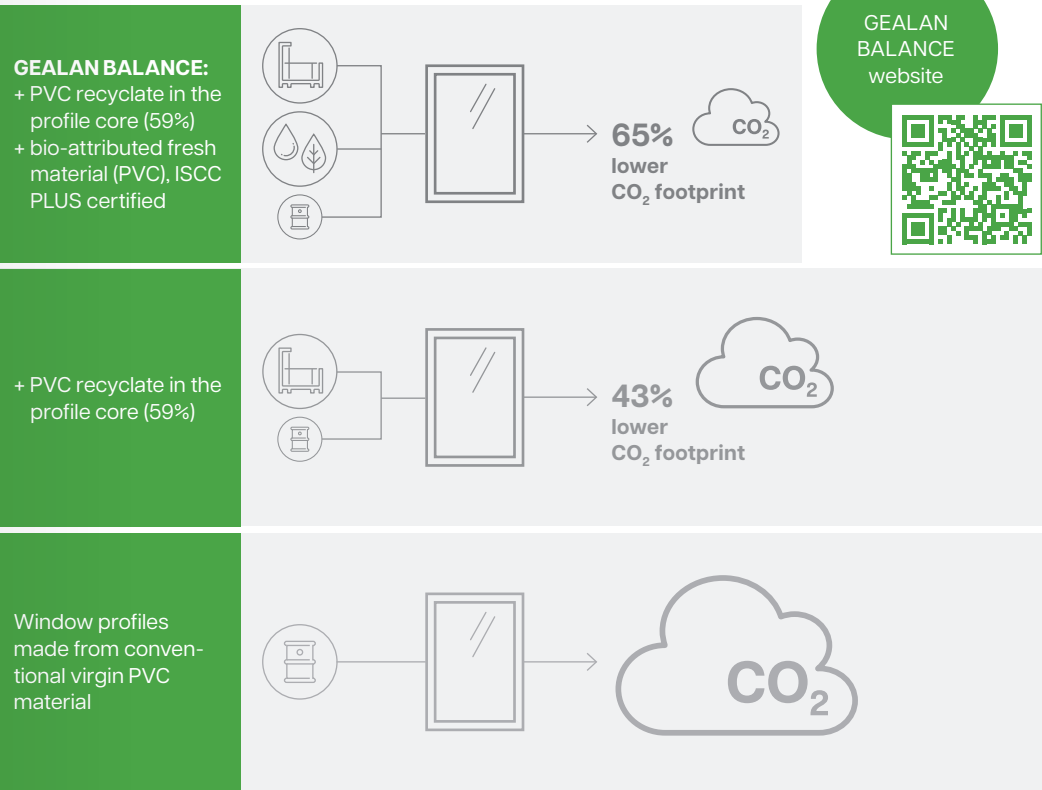 GEALAN BALANCE:
+ PVC recyclate in the
profile core (59%)
+ bio-attributed fresh
material (PVC), ISCC
PLUS certified
65%
lower
CO₂ footprint
CO₂
GEALAN
BALANCE
website
+ PVC recyclate in the
profile core (59%)
43%
lower
CO₂ footprint
CO₂
Window profiles
made from conven-
tional virgin PVC
material
CO₂